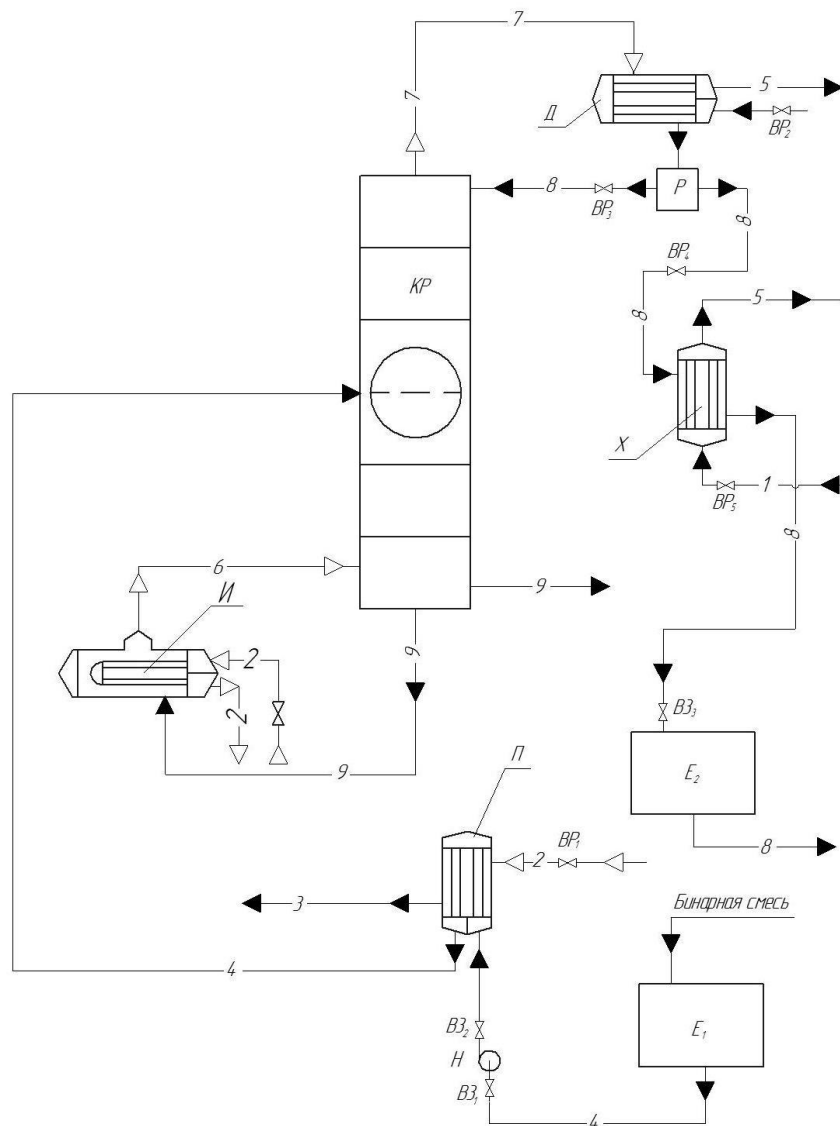 7
7
5
Д
ВР₂
8
ВР₃
Р
8
ВР₄
КР
5
8
Х
1
ВР₅
8
6
9
И
9
2
2
ВЗ₃
Е₂
9
П
2
ВР₁
8
3
Бинарная смесь
4
ВЗ₂
Е₁
Н
ВЗ₁
4